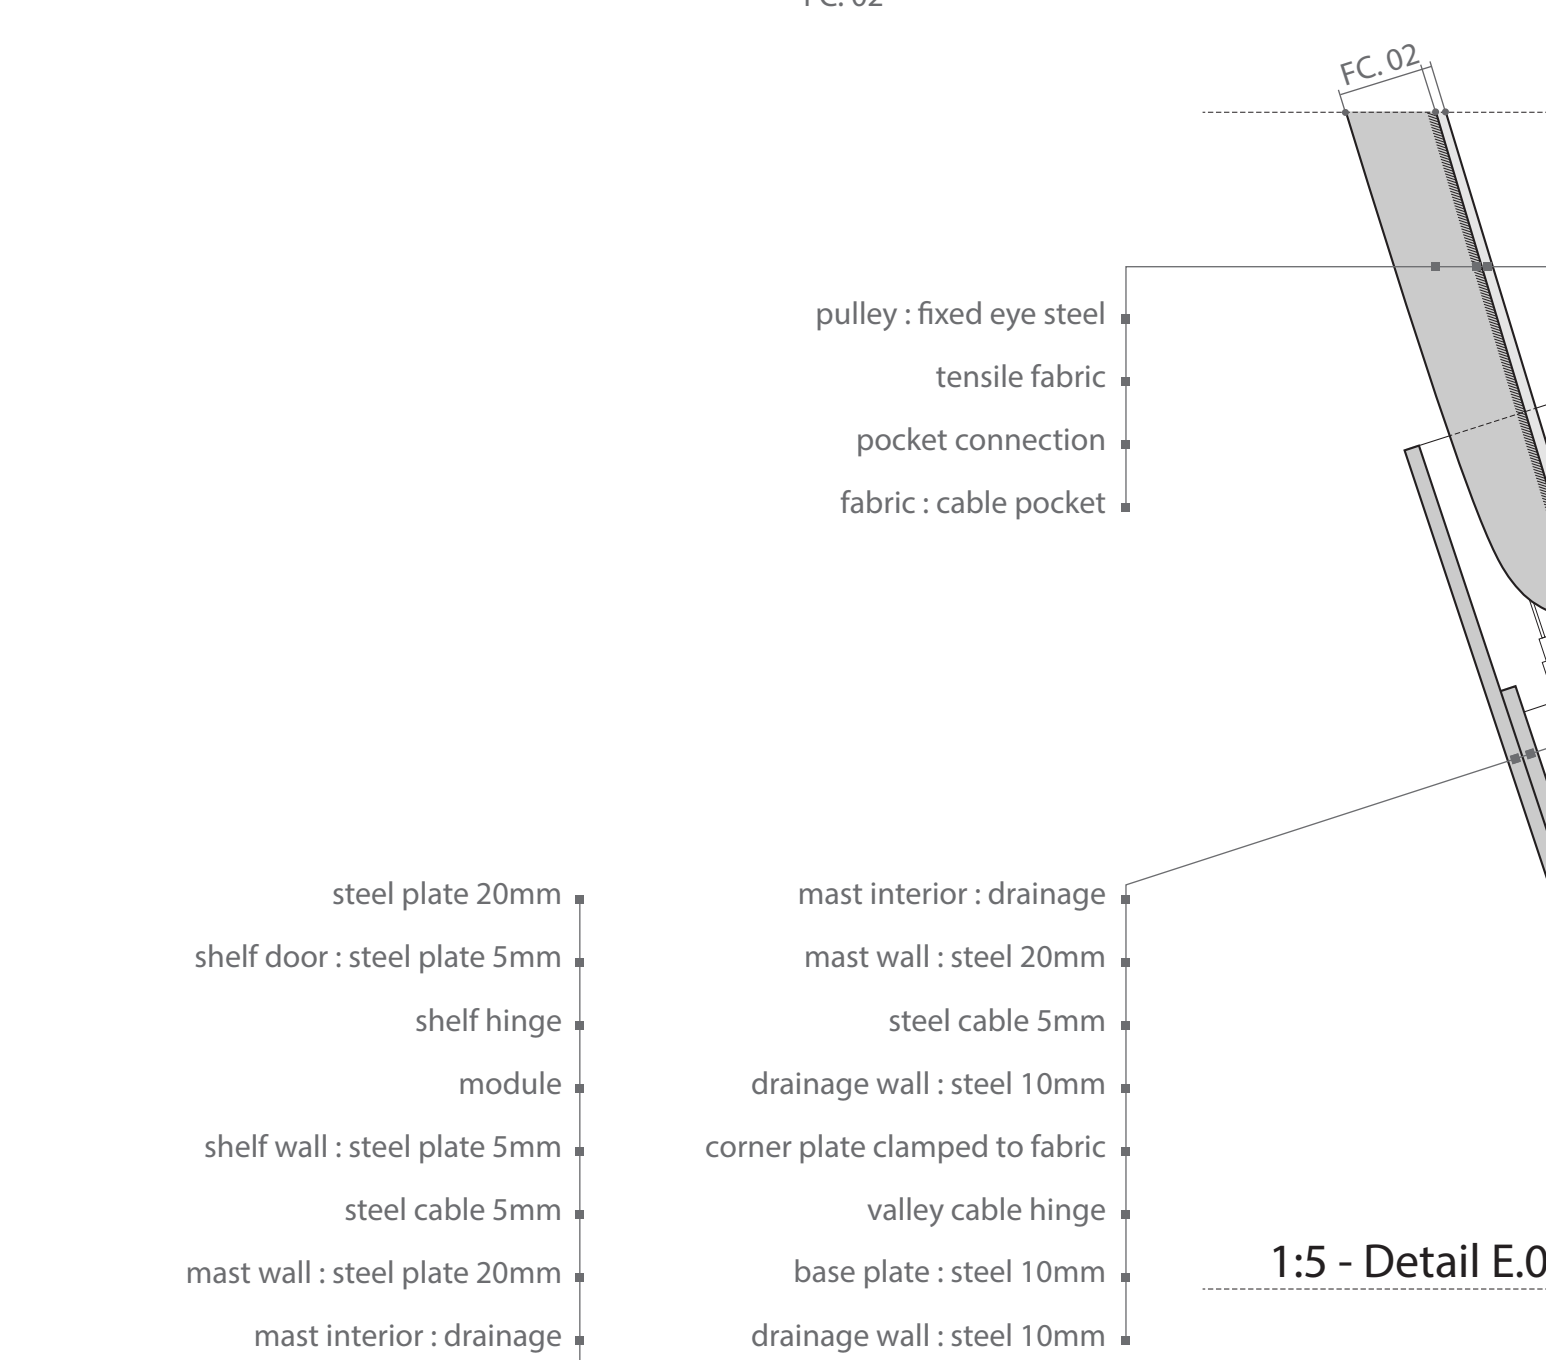 FC. 02
FC. 02
pulley : fixed eye steel
tensile fabric
pocket connection
fabric : cable pocket
steel plate 20mm
shelf door : steel plate 5mm
shelf hinge
module
shelf wall : steel plate 5mm
steel cable 5mm
mast wall : steel plate 20mm
mast interior : drainage
mast interior : drainage
mast wall : steel 20mm
steel cable 5mm
drainage wall : steel 10mm
corner plate clamped to fabric
valley cable hinge
base plate : steel 10mm
drainage wall : steel 10mm
1:5 - Detail E.0